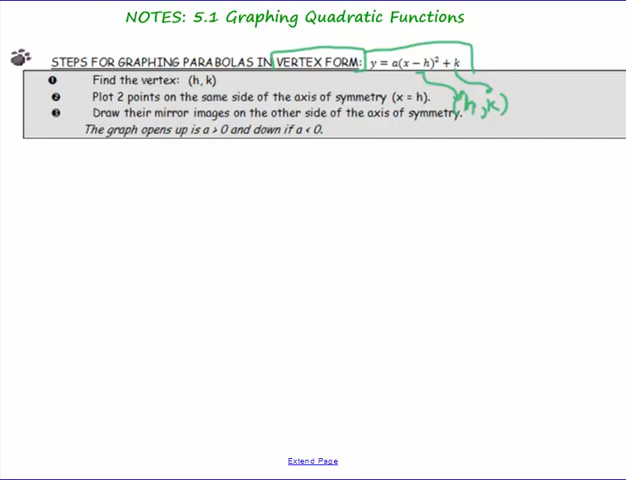 NOTES: 5.1 Graphing Quadratic Functions
STEPS FOR GRAPHING PARABOLAS IN VERTEX FORM: y = a(x − h)² + k
❶ Find the vertex: (h, k)
❷ Plot 2 points on the same side of the axis of symmetry (x = h).
❸ Draw their mirror images on the other side of the axis of symmetry.
(h, k)
The graph opens up is a > 0 and down if a < 0.
Extend Page